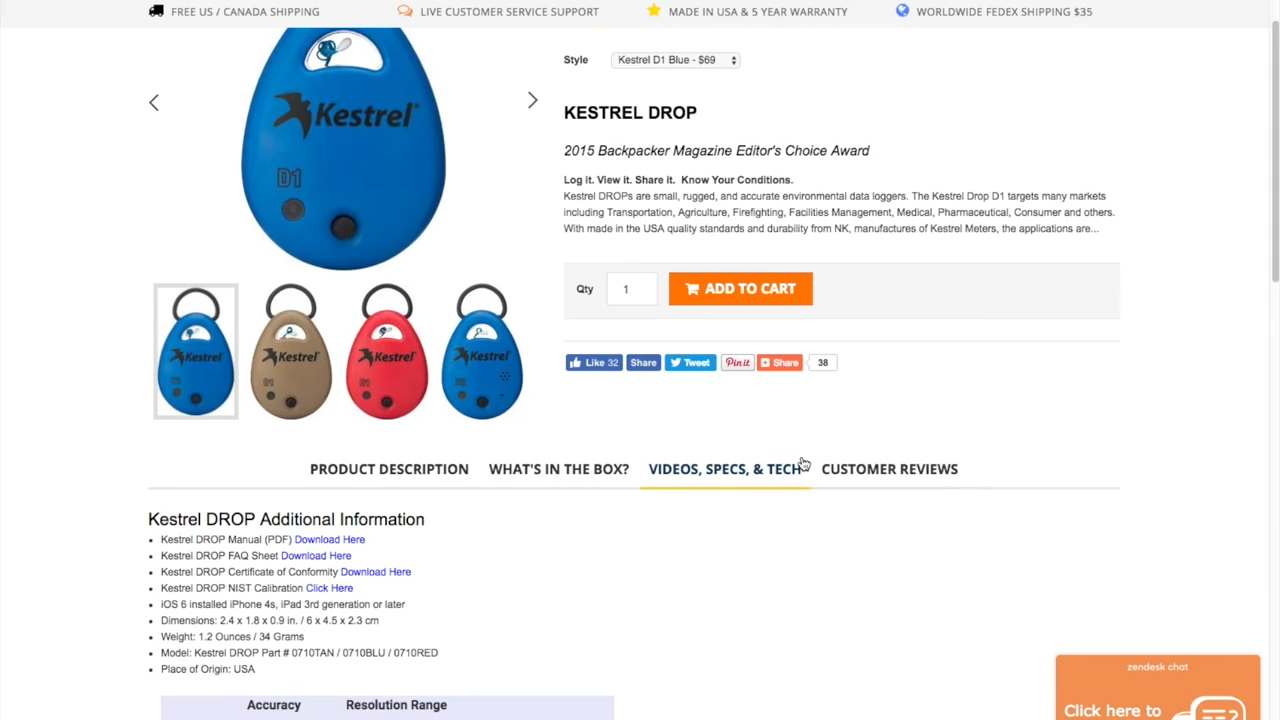 FREE US / CANADA SHIPPING
LIVE CUSTOMER SERVICE SUPPORT
MADE IN USA & 5 YEAR WARRANTY
WORLDWIDE FEDEX SHIPPING $35
Style
Kestrel D1 Blue - $69
Kestrel
D1
KESTREL DROP
2015 Backpacker Magazine Editor's Choice Award
Log it. View it. Share it. Know Your Conditions.
Kestrel DROPs are small, rugged, and accurate environmental data loggers. The Kestrel Drop D1 targets many markets
including Transportation, Agriculture, Firefighting, Facilities Management, Medical, Pharmaceutical, Consumer and others.
With made in the USA quality standards and durability from NK, manufactures of Kestrel Meters, the applications are...
Qty
1
ADD TO CART
Kestrel
Kestrel
Kestrel
Kestrel
Like 32
Share
Tweet
Pin it
Share
38
PRODUCT DESCRIPTION
WHAT'S IN THE BOX?
VIDEOS, SPECS, & TECH
CUSTOMER REVIEWS
Kestrel DROP Additional Information
Kestrel DROP Manual (PDF) Download Here
Kestrel DROP FAQ Sheet Download Here
Kestrel DROP Certificate of Conformity Download Here
Kestrel DROP NIST Calibration Click Here
iOS 6 installed iPhone 4s, iPad 3rd generation or later
Dimensions: 2.4 x 1.8 x 0.9 in. / 6 x 4.5 x 2.3 cm
Weight: 1.2 Ounces / 34 Grams
Model: Kestrel DROP Part # 0710TAN / 0710BLU / 0710RED
Place of Origin: USA
Accuracy
Resolution Range
zendesk chat
Click here to